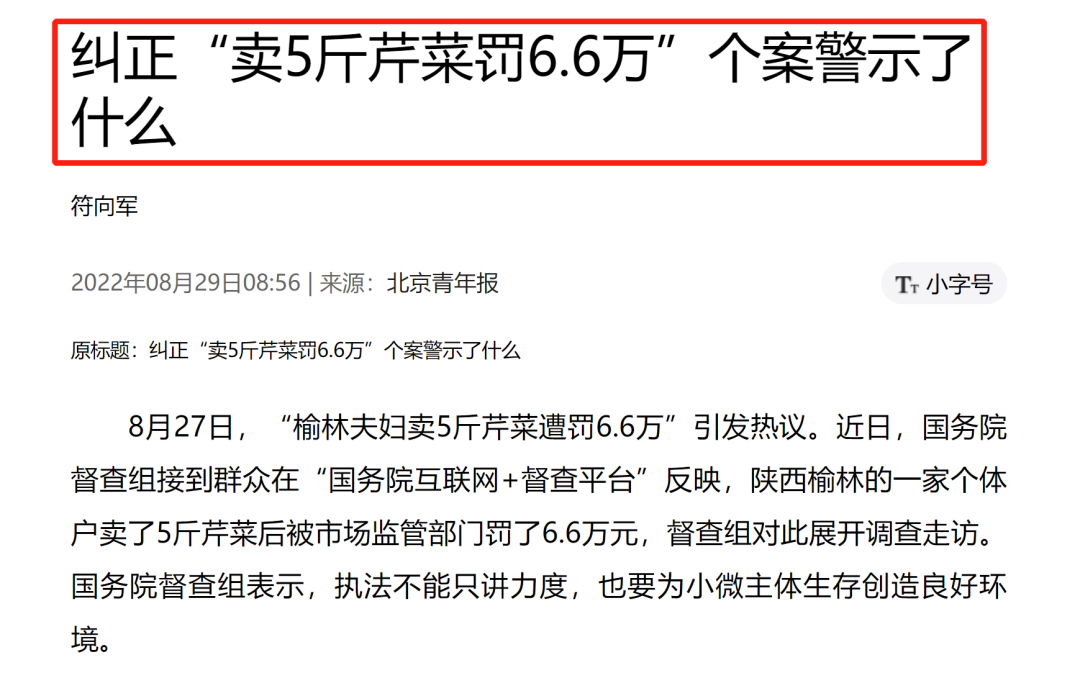 纠正“卖5斤芹菜罚6.6万”个案警示了
什么
符向军
2022年08月29日08:56 | 来源：北京青年报
TT 小字号
原标题：纠正“卖5斤芹菜罚6.6万”个案警示了什么
8月27日，“榆林夫妇卖5斤芹菜遭罚6.6万”引发热议。近日，国务院
督查组接到群众在“国务院互联网+督查平台”反映，陕西榆林的一家个体
户卖了5斤芹菜后被市场监管部门罚了6.6万元，督查组对此展开调查走访。
国务院督查组表示，执法不能只讲力度，也要为小微主体生存创造良好环
境。